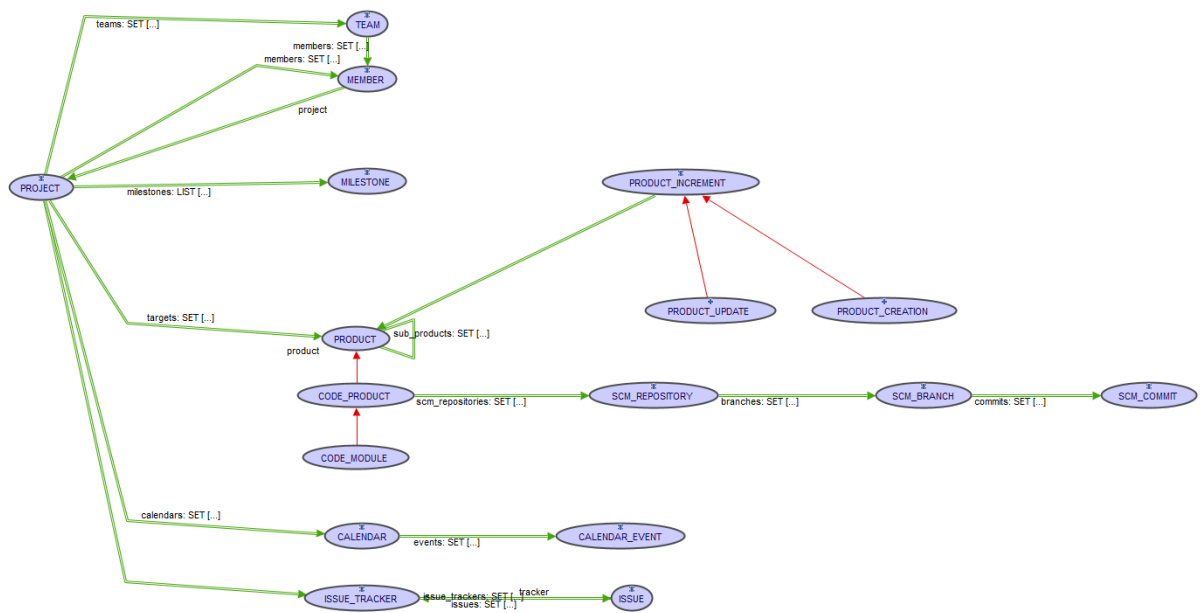 teams: SET [...]
TEAM
members: SET [...]
members: SET [...]
MEMBER
project
PROJECT
milestones: LIST [...]
MILESTONE
PRODUCT_INCREMENT
PRODUCT_UPDATE
PRODUCT_CREATION
targets: SET [...]
PRODUCT
sub_products: SET [...]
product
CODE_PRODUCT
scm_repositories: SET [...]
SCM_REPOSITORY
branches: SET [...]
SCM_BRANCH
commits: SET [...]
SCM_COMMIT
CODE_MODULE
calendars: SET [...]
CALENDAR
events: SET [...]
CALENDAR_EVENT
ISSUE_TRACKER
issue_trackers: SET [...]
tracker
issues: SET [...]
ISSUE